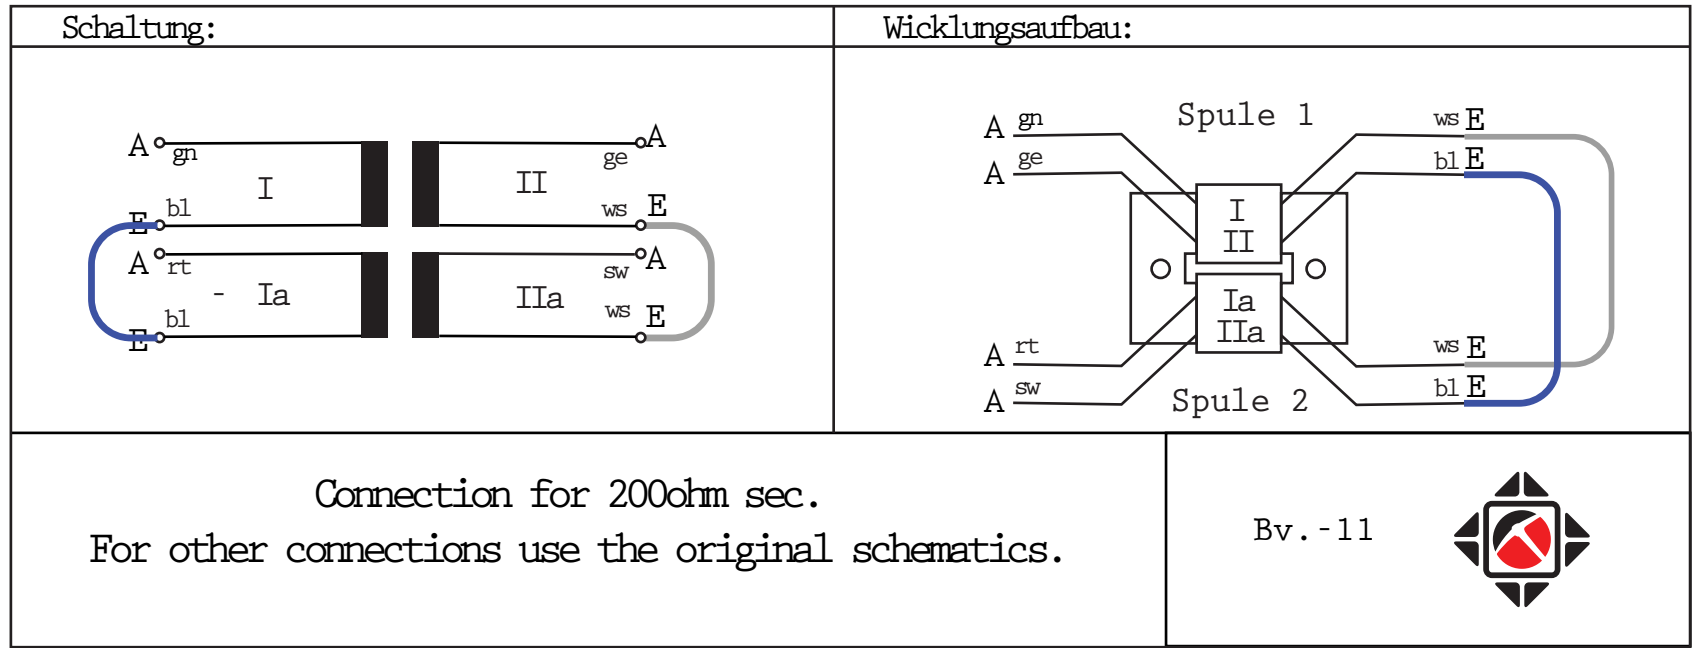 Schaltung:
Wicklungsaufbau:
A gn
I
E bl
A rt
- Ia
E bl
A
ge
II
ws E
sw A
IIa
ws E
A gn
Spule 1
ws E
A ge
bl E
I
II
Ia
IIa
A rt
ws E
A sw
Spule 2
bl E
Connection for 200ohm sec.
For other connections use the original schematics.
Bv.-11